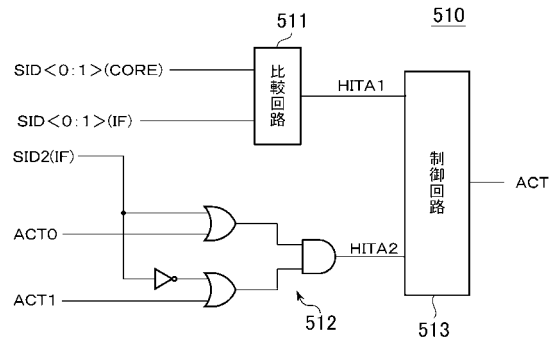 511
510
SID<0:1>(CORE)
比較回路
HITA1
SID<0:1>(IF)
SID2(IF)
制御回路
ACT
ACT0
HITA2
ACT1
512
513